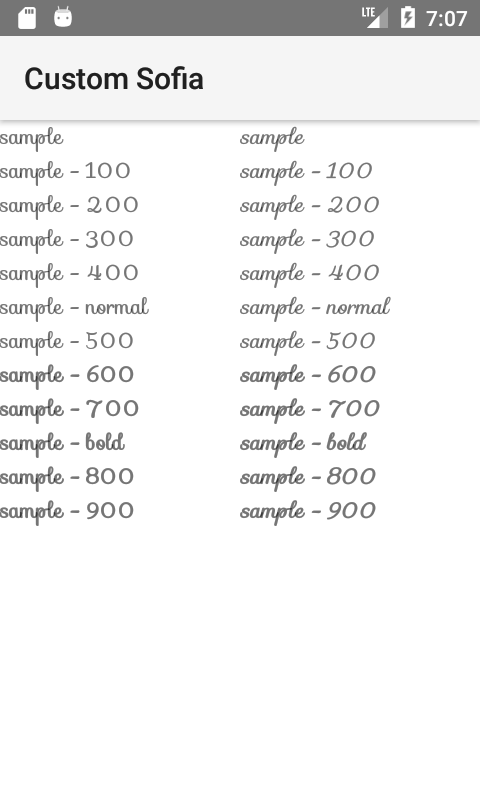 LTE 7:07
Custom Sofia
sample sample
sample - 100 sample - 100
sample - 200 sample - 200
sample - 300 sample - 300
sample - 400 sample - 400
sample - normal sample - normal
sample - 500 sample - 500
sample - 600 sample - 600
sample - 700 sample - 700
sample - bold sample - bold
sample - 800 sample - 800
sample - 900 sample - 900